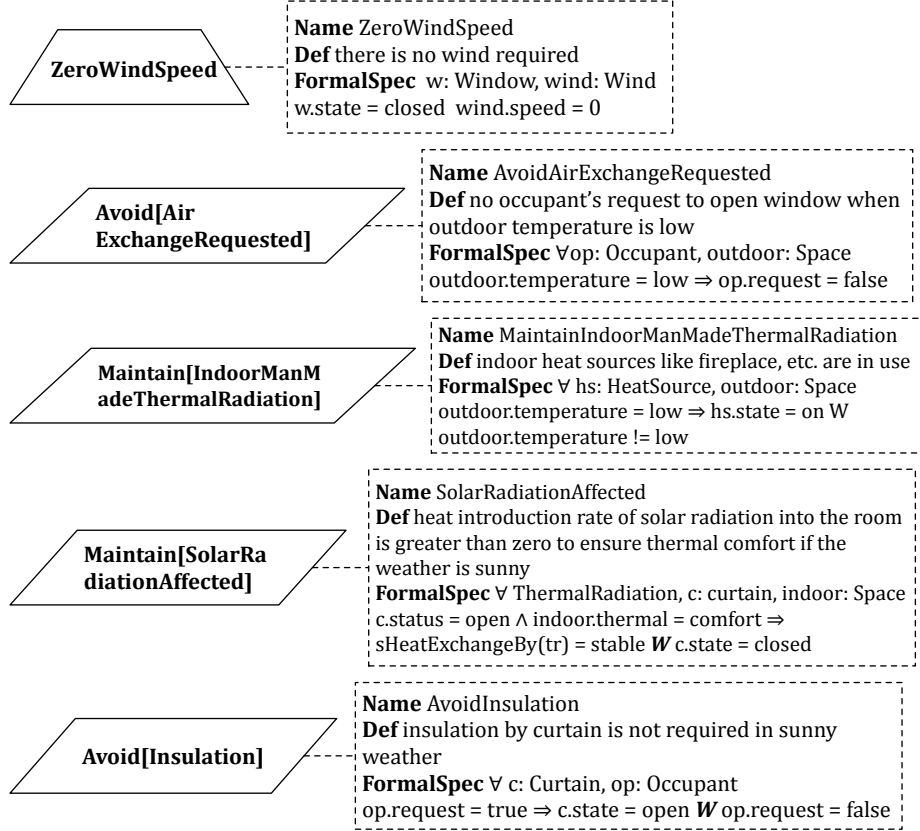 ZeroWindSpeed
Name ZeroWindSpeed
Def there is no wind required
FormalSpec w: Window, wind: Wind
w.state = closed wind.speed = 0
Avoid[Air
ExchangeRequested]
Name AvoidAirExchangeRequested
Def no occupant's request to open window when
outdoor temperature is low
FormalSpec ∀op: Occupant, outdoor: Space
outdoor.temperature = low ⇒ op.request = false
Maintain[IndoorManM
adeThermalRadiation]
Name MaintainIndoorManMadeThermalRadiation
Def indoor heat sources like fireplace, etc. are in use
FormalSpec ∀ hs: HeatSource, outdoor: Space
outdoor.temperature = low ⇒ hs.state = on W
outdoor.temperature != low
Maintain[SolarRa
diationAffected]
Name SolarRadiationAffected
Def heat introduction rate of solar radiation into the room
is greater than zero to ensure thermal comfort if the
weather is sunny
FormalSpec ∀ ThermalRadiation, c: curtain, indoor: Space
c.status = open ∧ indoor.thermal = comfort ⇒
sHeatExchangeBy(tr) = stable W c.state = closed
Avoid[Insulation]
Name AvoidInsulation
Def insulation by curtain is not required in sunny
weather
FormalSpec ∀ c: Curtain, op: Occupant
op.request = true ⇒ c.state = open W op.request = false